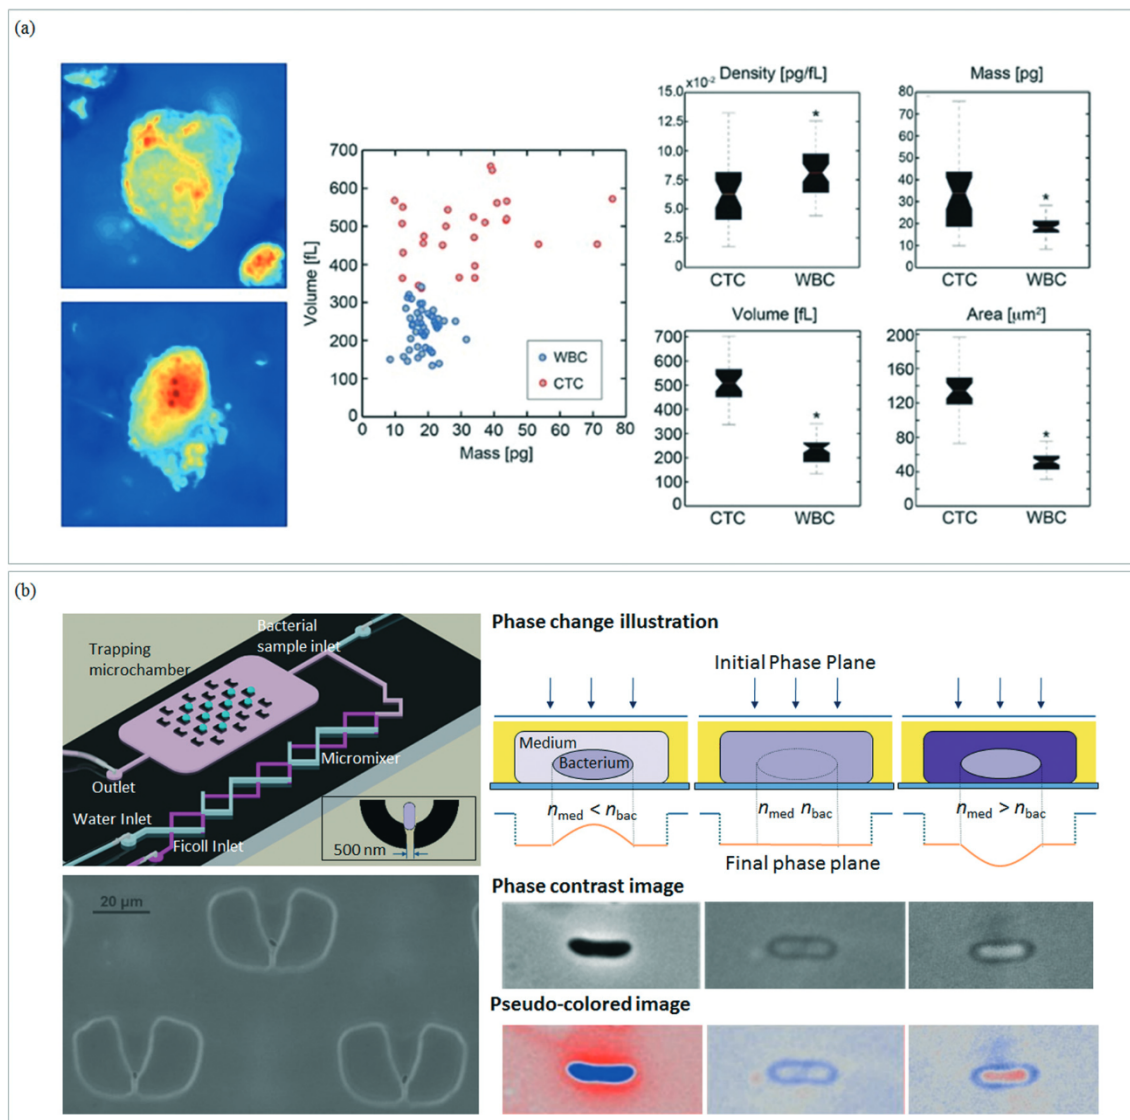 (a)
700
600
500
400
300
200
100
0
Volume [fL]
0 10 20 30 40 50 60 70 80
Mass [pg]
WBC
CTC
Density [pg/fL]
x10-2
15.0
12.5
10.0
7.5
5.0
2.5
0
*
CTC WBC
Mass [pg]
80
70
60
50
40
30
20
10
0
*
CTC WBC
Volume [fL]
700
600
500
400
300
200
100
0
*
CTC WBC
Area [μm²]
200
160
120
80
40
0
*
CTC WBC
(b)
Bacterial
sample inlet
Trapping
microchamber
Micromixer
Outlet
Water Inlet
Ficoll Inlet
500 nm
20 μm
Phase change illustration
Initial Phase Plane
Medium
Bacterium
nmed < nbac
nmed nbac
nmed > nbac
Final phase plane
Phase contrast image
Pseudo-colored image